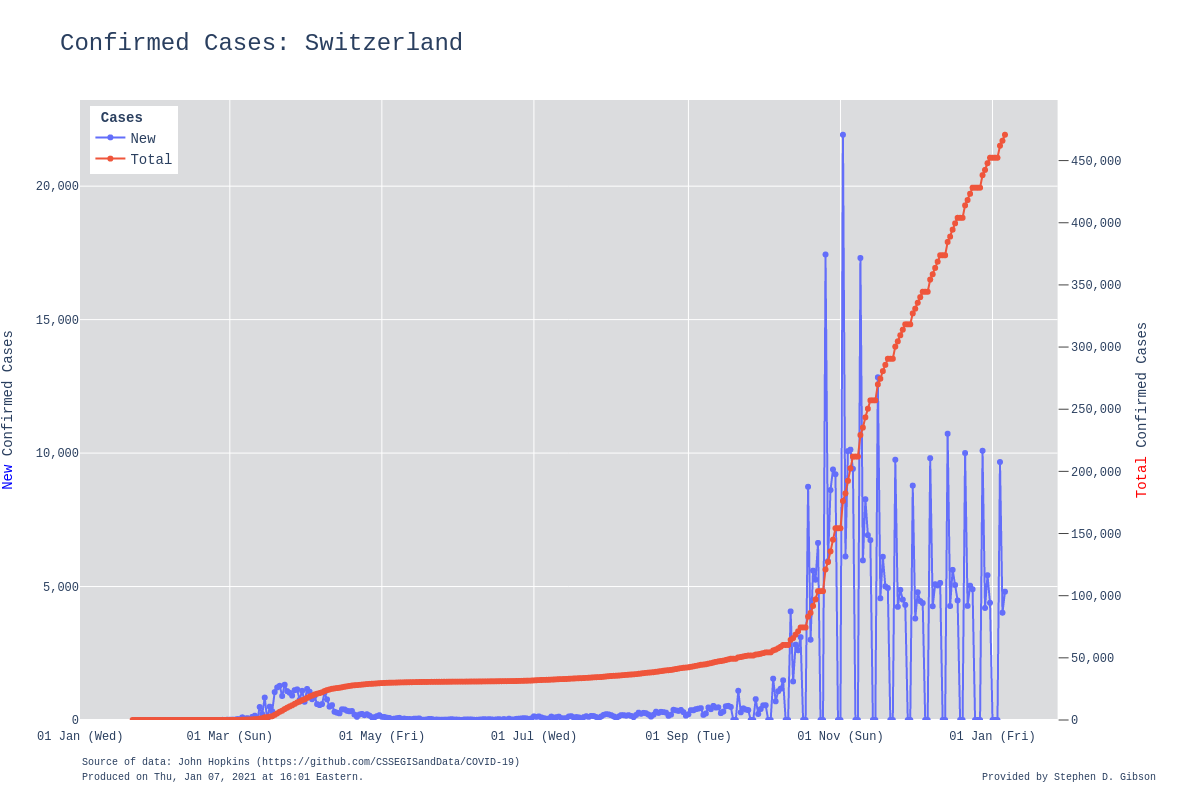 Confirmed Cases: Switzerland
Cases
New
Total
20,000
15,000
10,000
5,000
0
New Confirmed Cases
450,000
400,000
350,000
300,000
250,000
200,000
150,000
100,000
50,000
0
Total Confirmed Cases
01 Jan (Wed)
01 Mar (Sun)
01 May (Fri)
01 Jul (Wed)
01 Sep (Tue)
01 Nov (Sun)
01 Jan (Fri)
Source of data: John Hopkins (https://github.com/CSSEGISandData/COVID-19)
Produced on Thu, Jan 07, 2021 at 16:01 Eastern.
Provided by Stephen D. Gibson